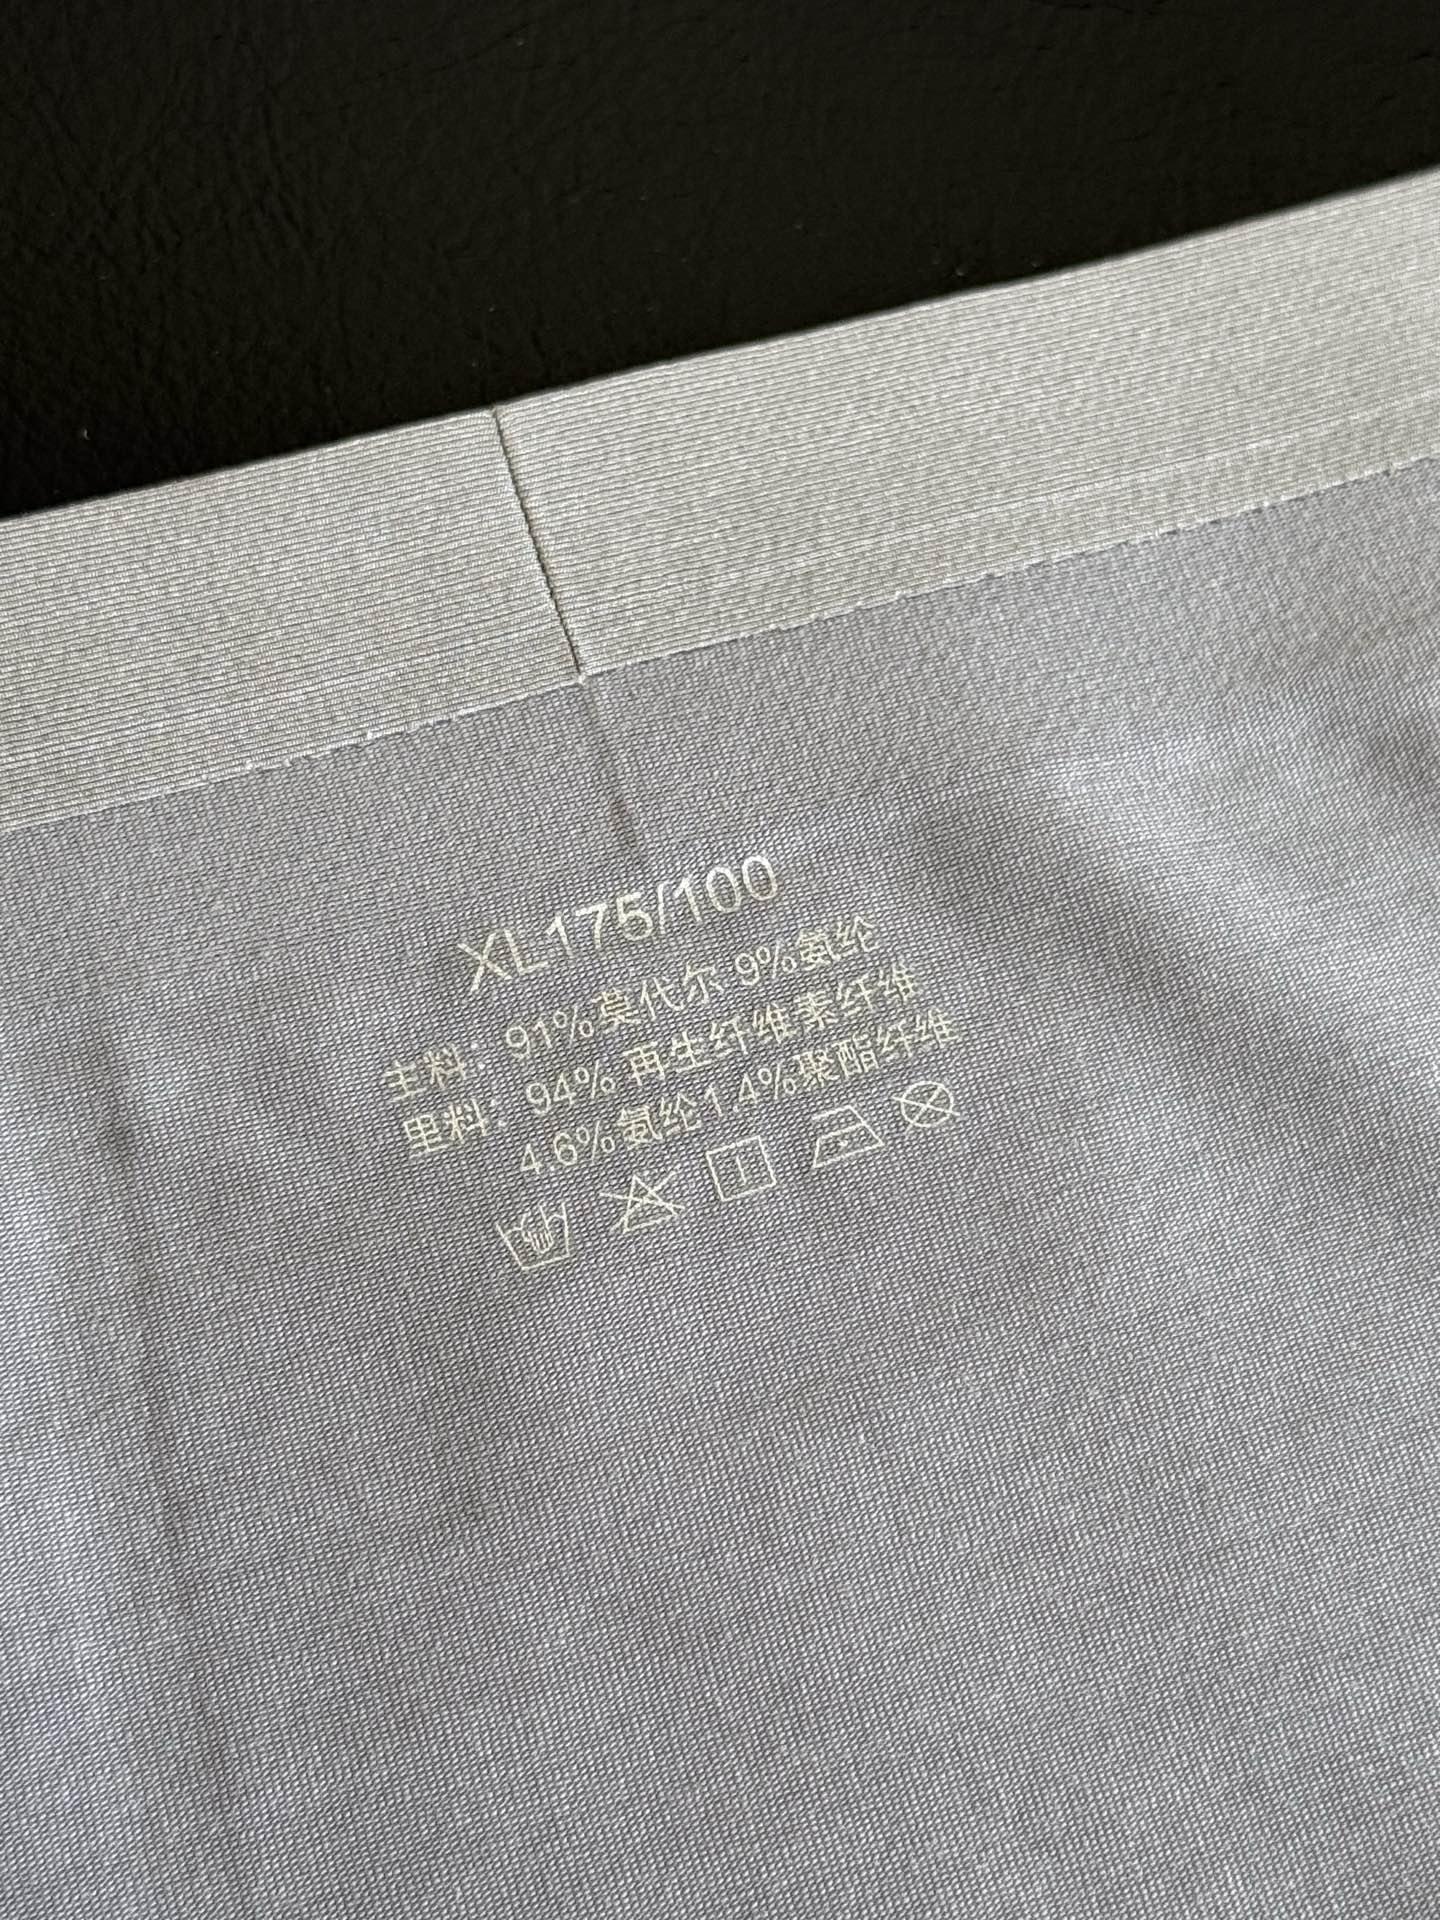 XL175/100
主料：91%莫代尔 9%氨纶
里料：94% 再生纤维素纤维
4.6% 氨纶1.4%聚酯纤维